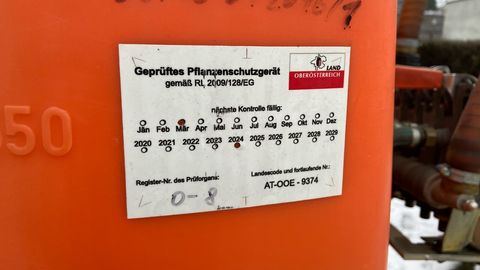 LAND
OBERÖSTERREICH
Geprüftes Pflanzenschutzgerät
gemäß RL 2009/128/EG
nächste Kontrolle fällig:
Jän Feb Mär Apr Mai Jun Jul Aug Sep Okt Nov Dez
2020 2021 2022 2023 2024 2025 2026 2027 2028 2029
Register-Nr. des Prüforgans:
Landescode und fortlaufende Nr.:
0-8
AT-OOE - 9374
50